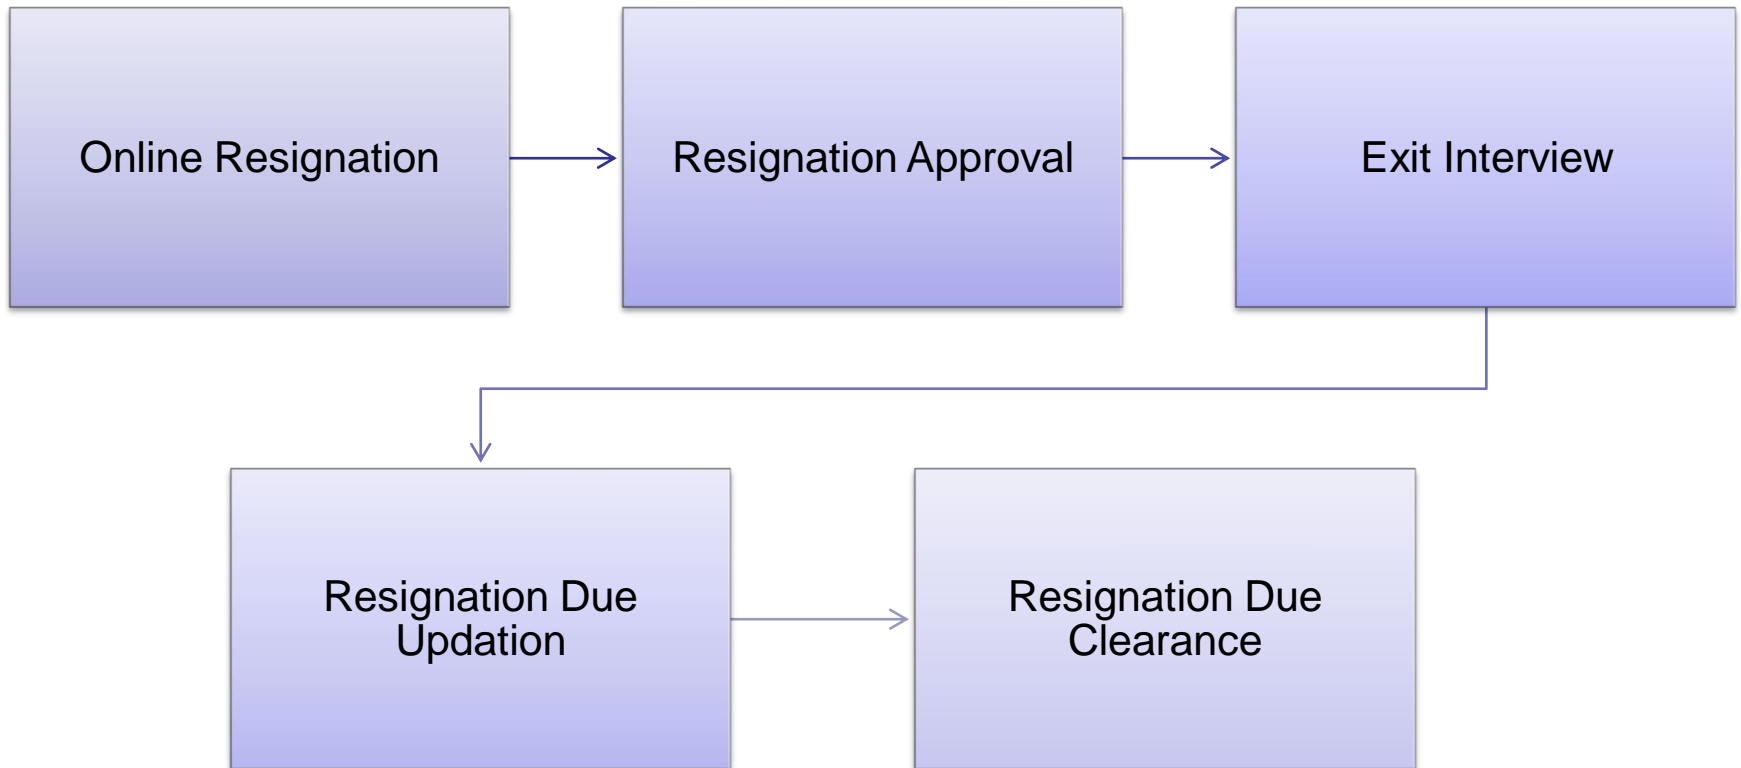 Online Resignation
Resignation Approval
Exit Interview
Resignation Due
Updation
Resignation Due
Clearance